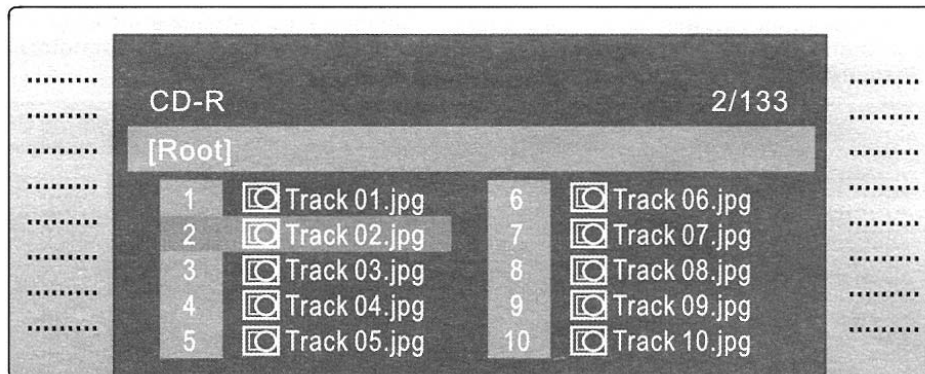 CD-R 2/133
[Root]
1 Track 01.jpg
2 Track 02.jpg
3 Track 03.jpg
4 Track 04.jpg
5 Track 05.jpg
6 Track 06.jpg
7 Track 07.jpg
8 Track 08.jpg
9 Track 09.jpg
10 Track 10.jpg